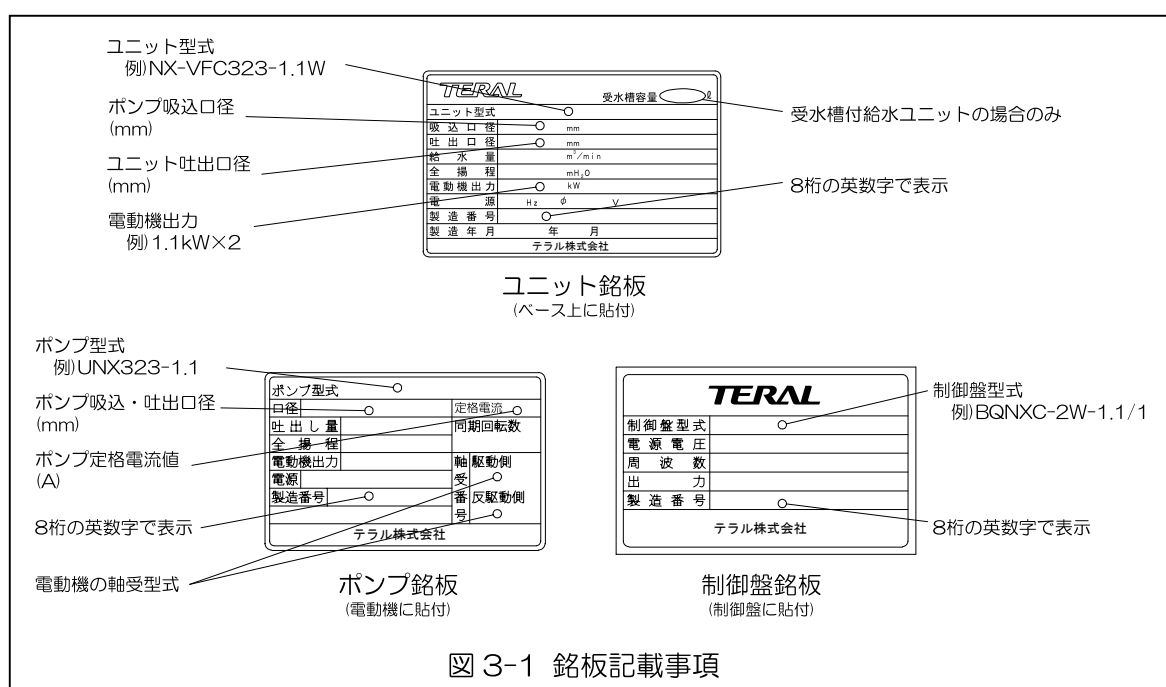 ユニット型式
例)NX-VFC323-1.1W
ポンプ吸込口径
(mm)
ユニット吐出口径
(mm)
電動機出力
例)1.1kW×2
TERAL
受水槽容量 ℓ
ユニット型式
吸込口径 mm
吐出口径 mm
給水量 m³/min
全揚程 mH₂O
電動機出力 kW
電源 Hz φ V
製造番号
製造年月 年 月
テラル株式会社
受水槽付給水ユニットの場合のみ
8桁の英数字で表示
ユニット銘板
(ベース上に貼付)
ポンプ型式
例)UNX323-1.1
ポンプ吸込・吐出口径
(mm)
ポンプ定格電流値
(A)
8桁の英数字で表示
電動機の軸受型式
ポンプ型式
口径 定格電流
吐出し量 同期回転数
全揚程
電動機出力 軸受番号 駆動側
電源
製造番号 反駆動側
テラル株式会社
ポンプ銘板
(電動機に貼付)
TERAL
制御盤型式
電源電圧
周波数
出力
製造番号
テラル株式会社
制御盤型式
例)BQNXC-2W-1.1/1
8桁の英数字で表示
制御盤銘板
(制御盤に貼付)
図 3-1 銘板記載事項